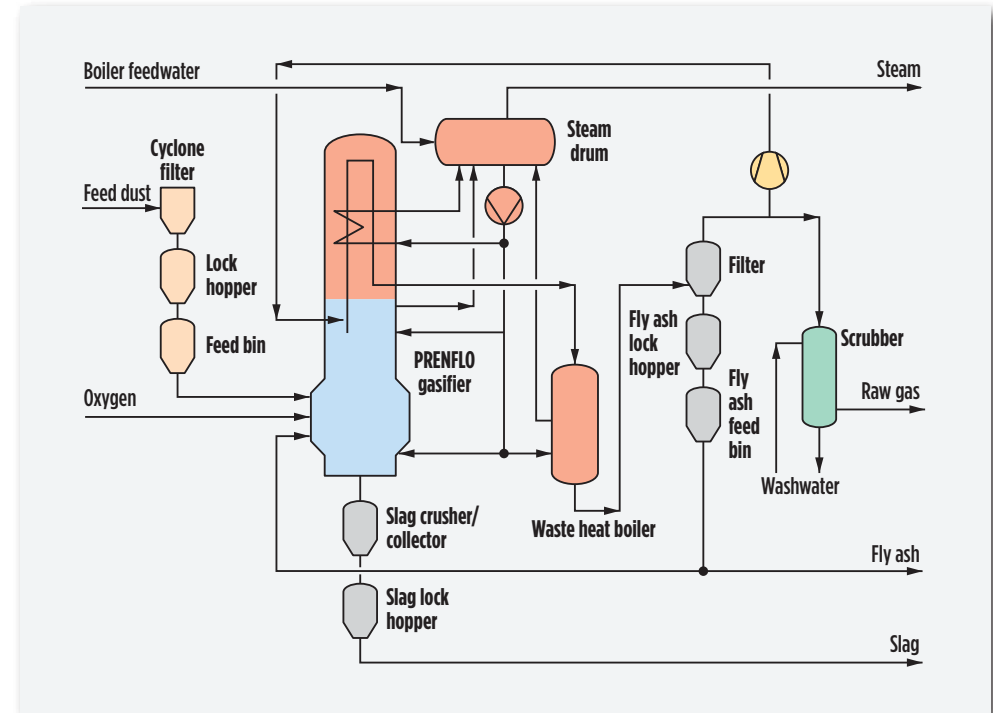 Boiler feedwater
Steam
Steam
drum
Cyclone
filter
Feed dust
Lock
hopper
Filter
Feed bin
Fly ash
lock
hopper
Scrubber
PRENFLO
gasifier
Fly
ash
feed
bin
Oxygen
Raw gas
Washwater
Slag crusher/
collector
Waste heat boiler
Fly ash
Slag lock
hopper
Slag